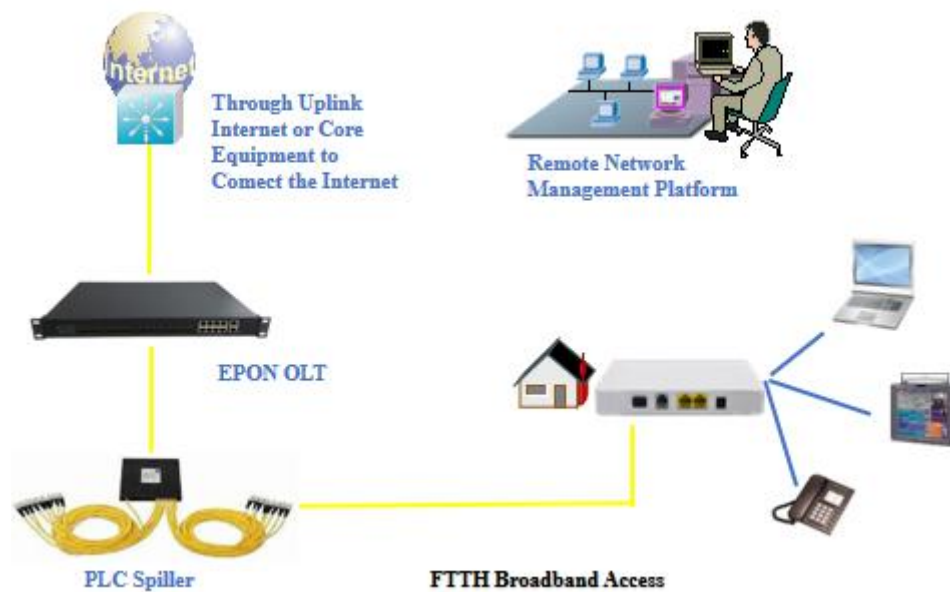 Internet
Through Uplink
Internet or Core
Equipment to
Comect the Internet
Remote Network
Management Platform
EPON OLT
PLC Spiller
FTTH Broadband Access